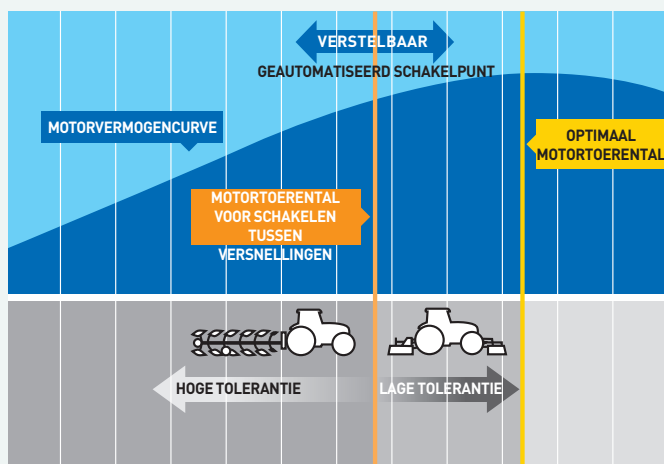 VERSTELBAAR
GEAUTOMATISEERD SCHAKELPUNT
MOTORVERMOGENCURVE
OPTIMAAL
MOTORTOERENTAL
MOTORTOERENTAL
VOOR SCHAKELEN
TUSSEN
VERSNELLINGEN
HOGE TOLERANTIE
LAGE TOLERANTIE